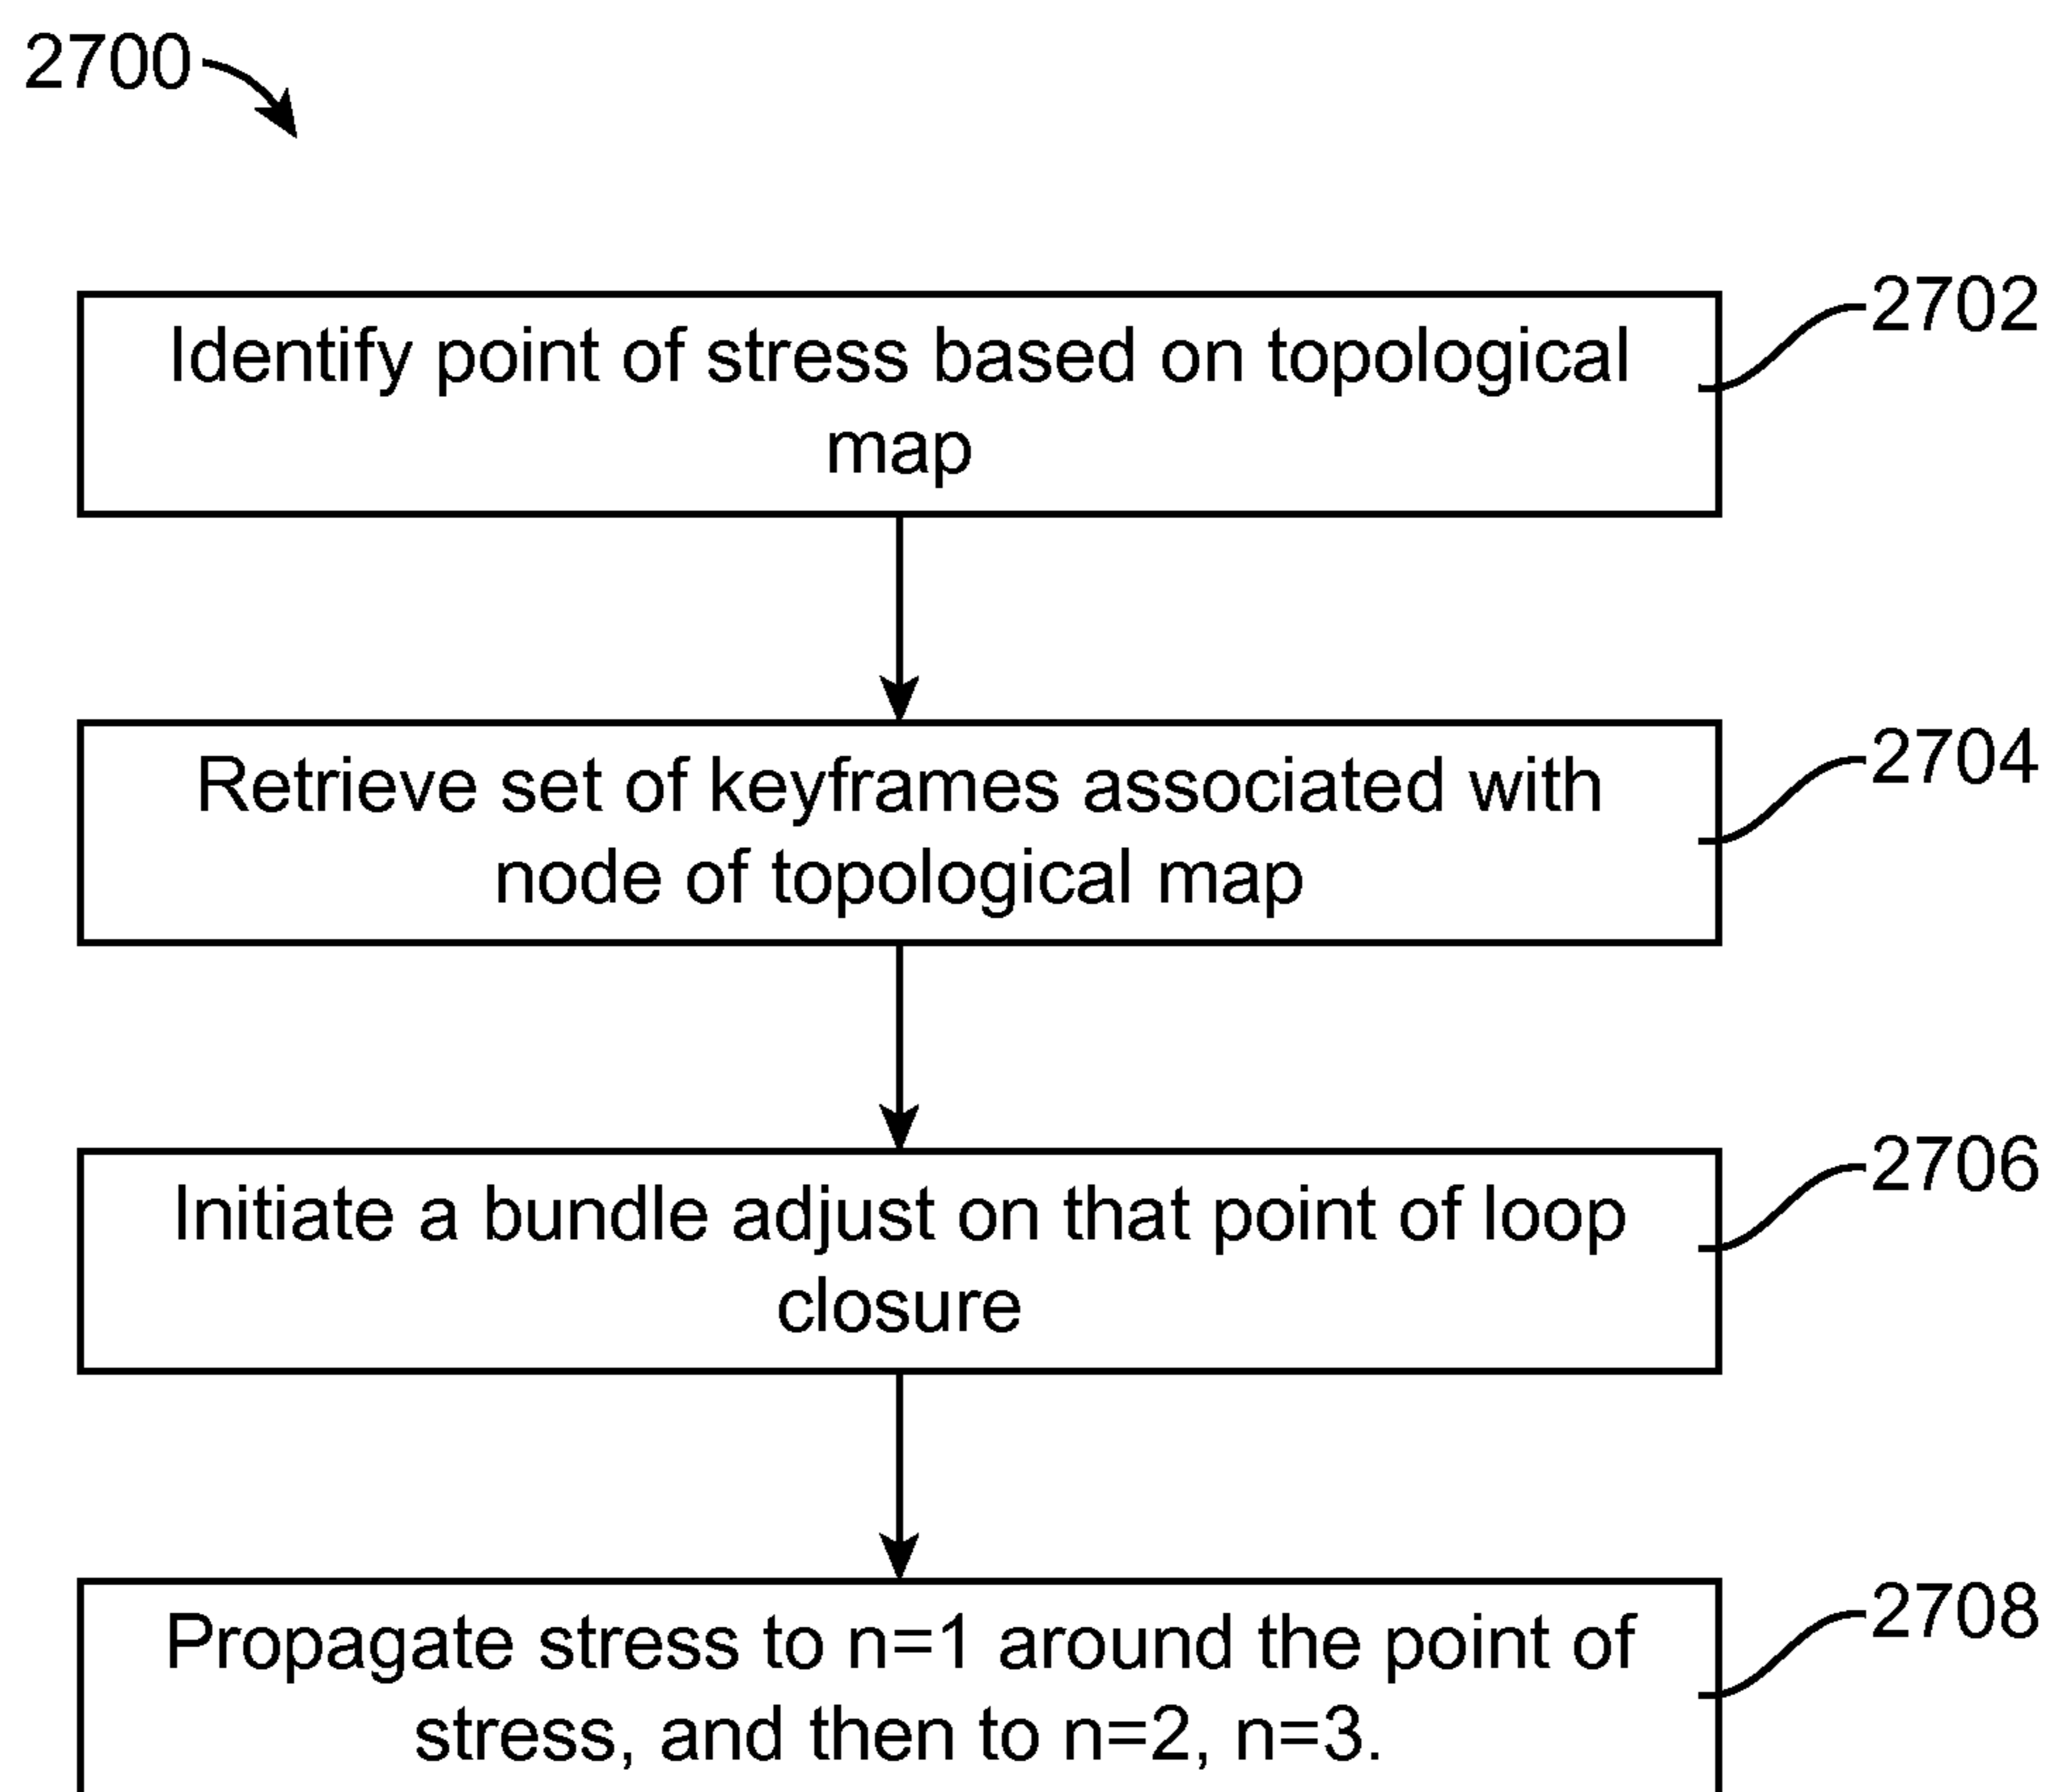 2700
Identify point of stress based on topological
map
2702
Retrieve set of keyframes associated with
node of topological map
2704
Initiate a bundle adjust on that point of loop
closure
2706
Propagate stress to n=1 around the point of
stress, and then to n=2, n=3.
2708